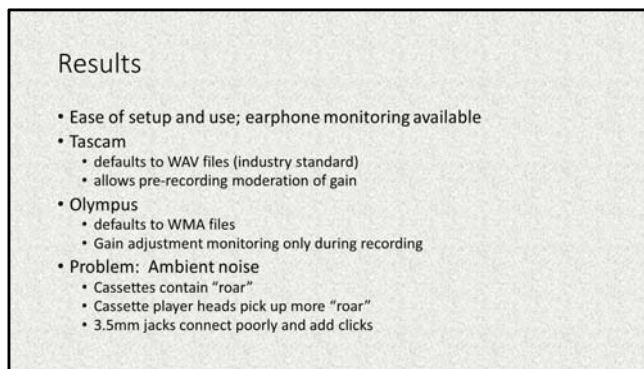 Results
• Ease of setup and use; earphone monitoring available
• Tascam
• defaults to WAV files (industry standard)
• allows pre-recording moderation of gain
• Olympus
• defaults to WMA files
• Gain adjustment monitoring only during recording
• Problem: Ambient noise
• Cassettes contain “roar”
• Cassette player heads pick up more “roar”
• 3.5mm jacks connect poorly and add clicks